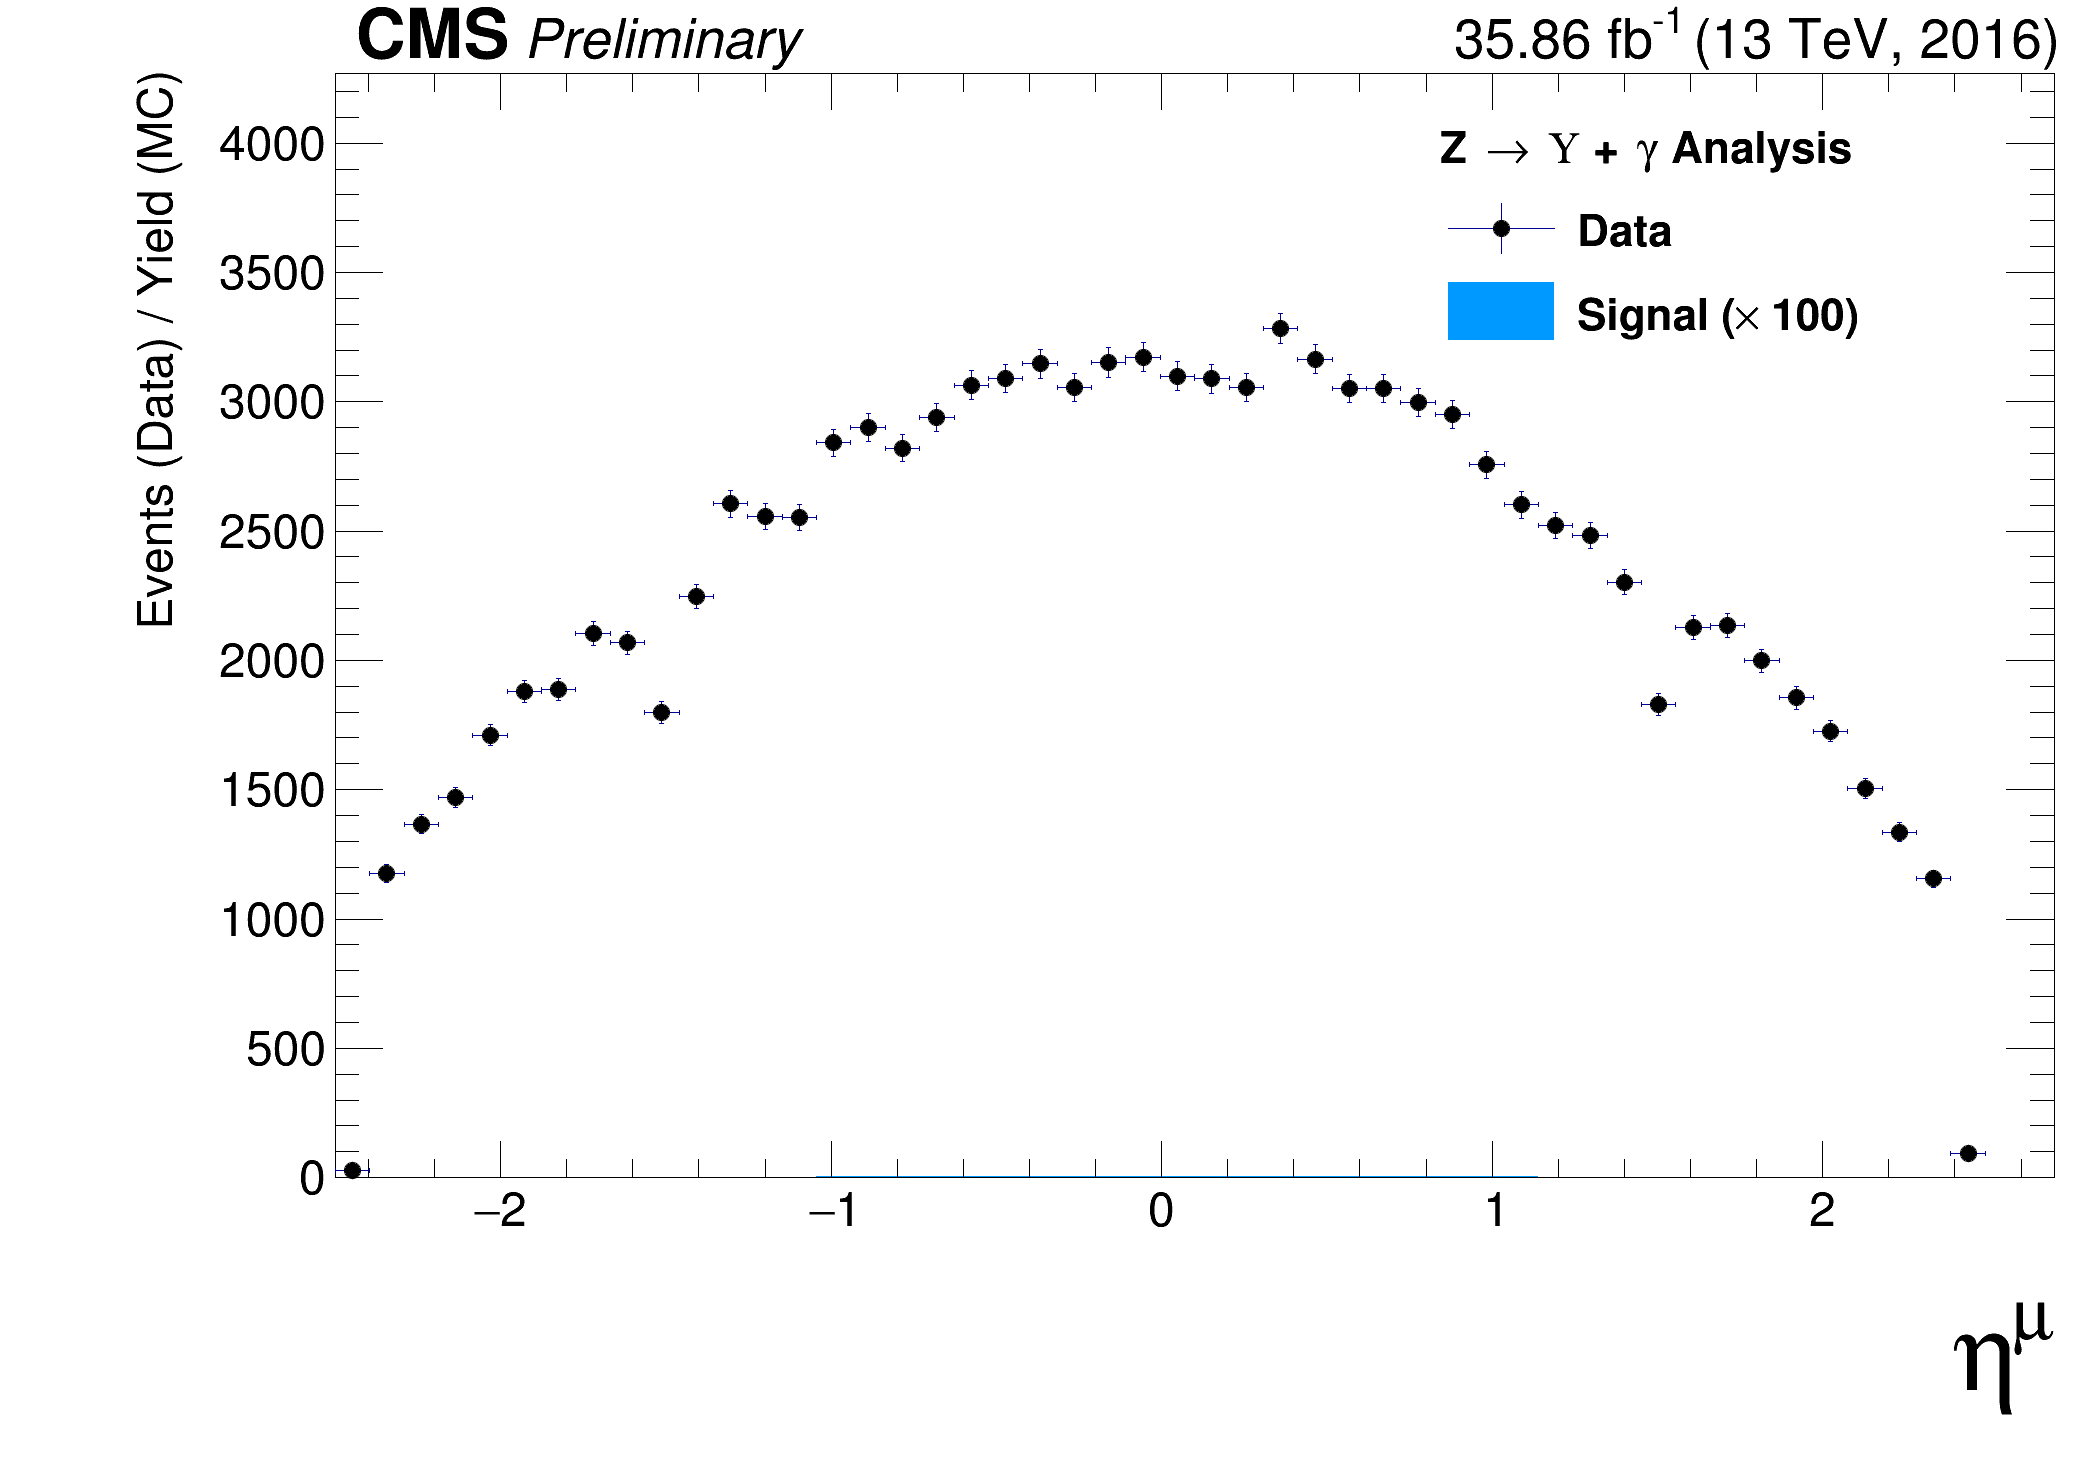 CMS Preliminary
35.86 fb⁻¹ (13 TeV, 2016)
Events (Data) / Yield (MC)
Z → Υ + γ Analysis
Data
Signal (× 100)
4000
3500
3000
2500
2000
1500
1000
500
0
−2 −1 0 1 2
η^μ